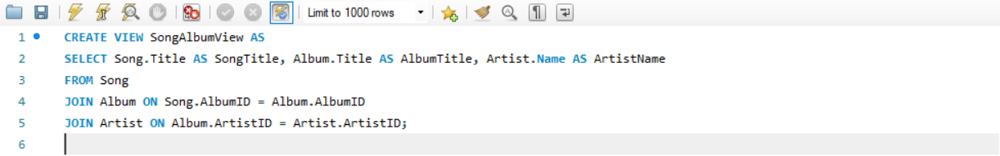 Limit to 1000 rows
1 CREATE VIEW SongAlbumView AS
2 SELECT Song.Title AS SongTitle, Album.Title AS AlbumTitle, Artist.Name AS ArtistName
3 FROM Song
4 JOIN Album ON Song.AlbumID = Album.AlbumID
5 JOIN Artist ON Album.ArtistID = Artist.ArtistID;
6